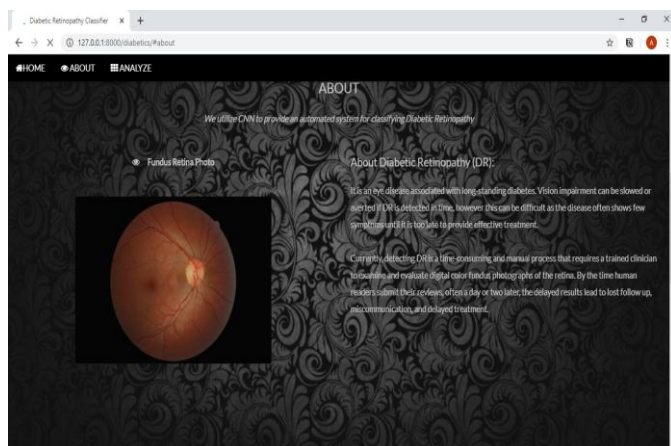 Diabetic Retinopathy Classifier
127.0.0.1:8000/diabetics/#about
A
HOME ABOUT ANALYZE
ABOUT
We utilize CNN to provide an automated system for classifying Diabetic Retinopathy
Fundus Retina Photo
About Diabetic Retinopathy (DR):
It is an eye disease associated with long-standing diabetes. Vision impairment can be slowed or
averted if DR is detected in time, however this can be difficult as the disease often shows few
symptoms until it is too late to provide effective treatment.
Currently, detecting DR is a time-consuming and manual process that requires a trained clinician
to examing and evaluate digital color fundus photographs of the retina. By the time human
readers submit their reviews, often a day or two later, the delayed results lead to lost follow up,
miscommunication, and delayed treatment.